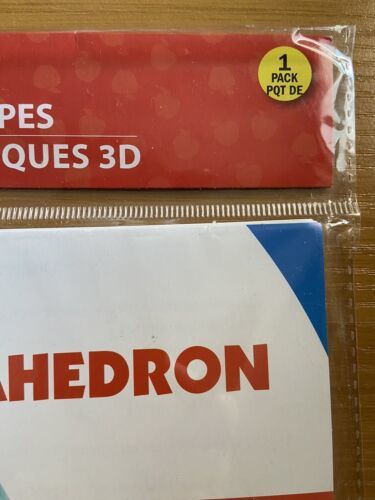 1
PACK
PQT DE
PES
QUES 3D
AHEDRON